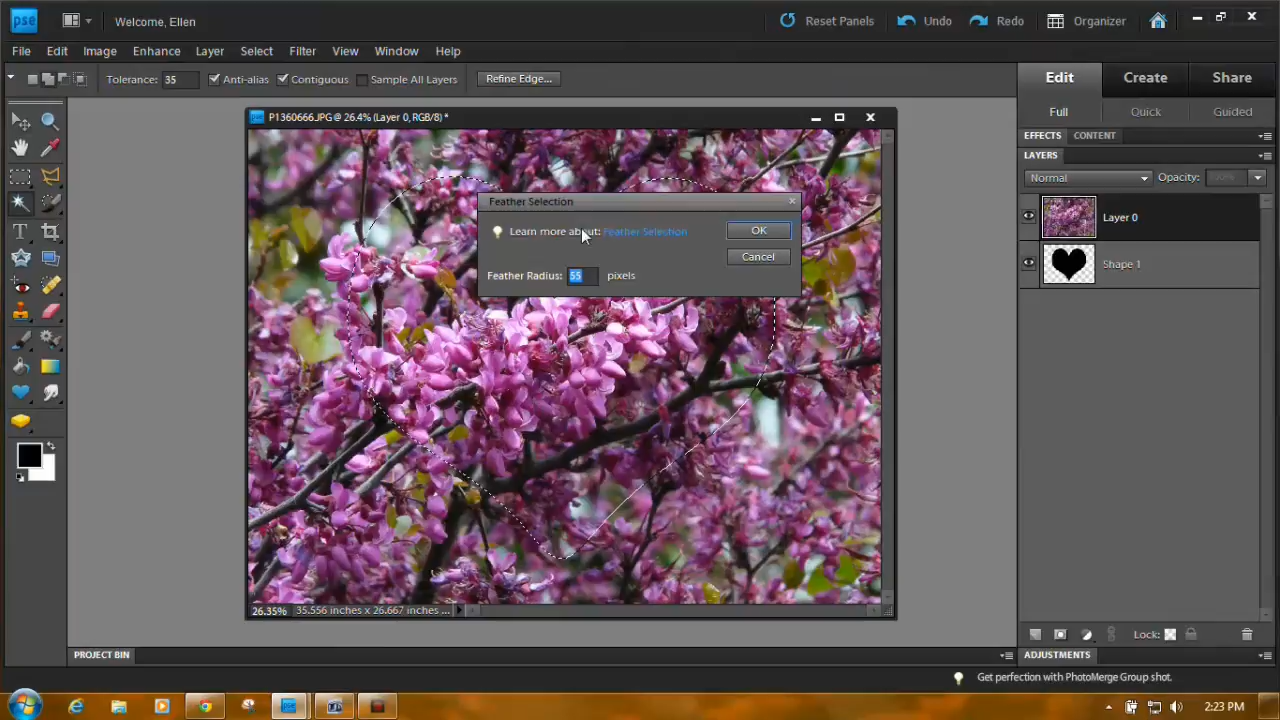 pse Welcome, Ellen Reset Panels Undo Redo Organizer
File Edit Image Enhance Layer Select Filter View Window Help
Tolerance: 35 Anti-alias Contiguous Sample All Layers Refine Edge...
Edit Create Share
Full Quick Guided
P1360666.JPG @ 26.4% (Layer 0, RGB/8) *
EFFECTS CONTENT
LAYERS
Normal Opacity:
Feather Selection
Learn more about: Feather Selection OK
Cancel
Feather Radius: 55 pixels
Layer 0
Shape 1
T
26.35% 35.556 inches x 26.667 inches ...
Lock:
PROJECT BIN
ADJUSTMENTS
Get perfection with PhotoMerge Group shot.
2:23 PM